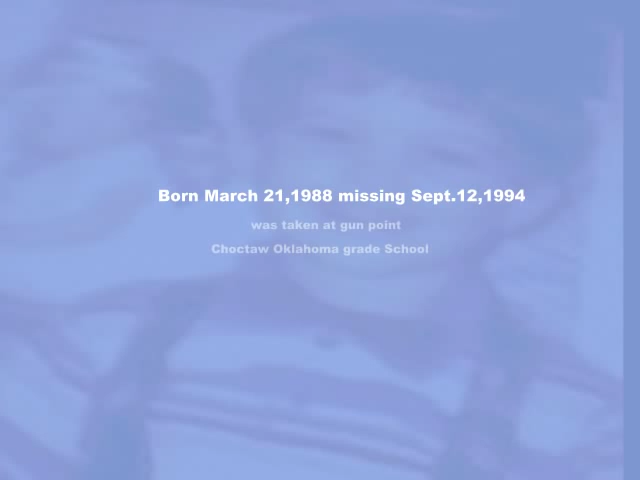 Born March 21,1988 missing Sept.12,1994
was taken at gun point
Choctaw Oklahoma grade School